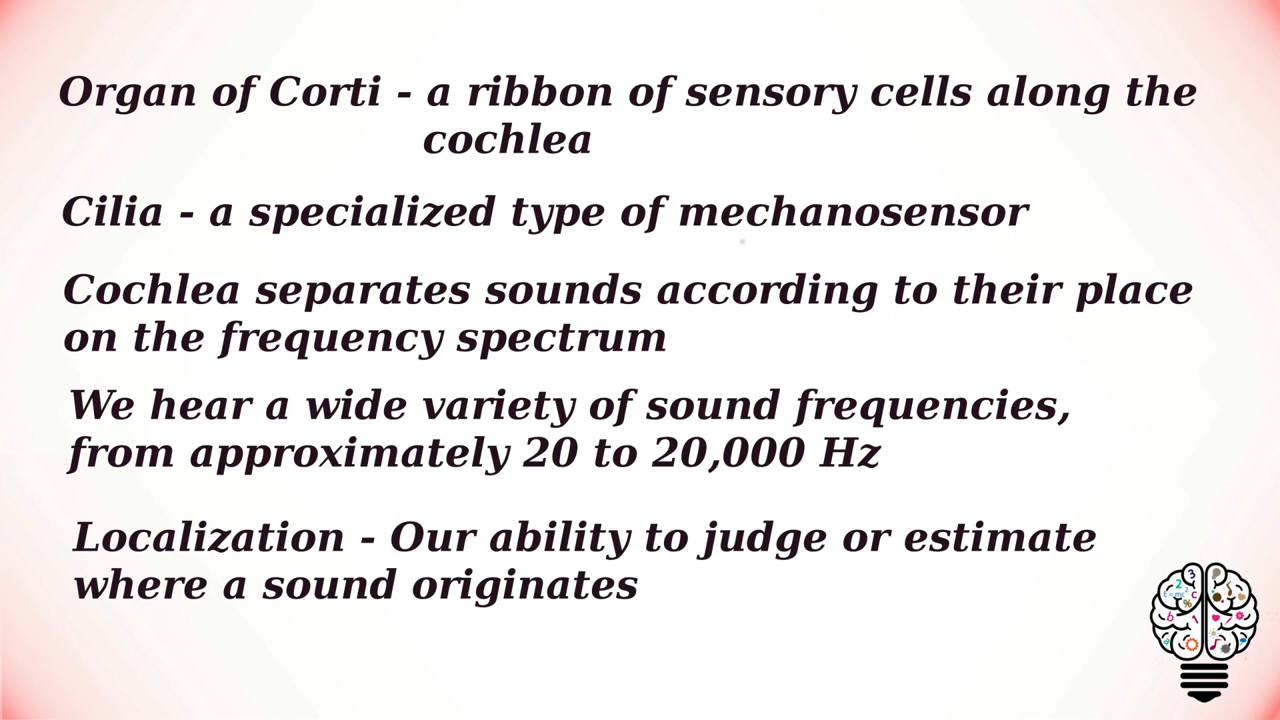 Organ of Corti - a ribbon of sensory cells along the
cochlea
Cilia - a specialized type of mechanosensor
Cochlea separates sounds according to their place
on the frequency spectrum
We hear a wide variety of sound frequencies,
from approximately 20 to 20,000 Hz
Localization - Our ability to judge or estimate
where a sound originates